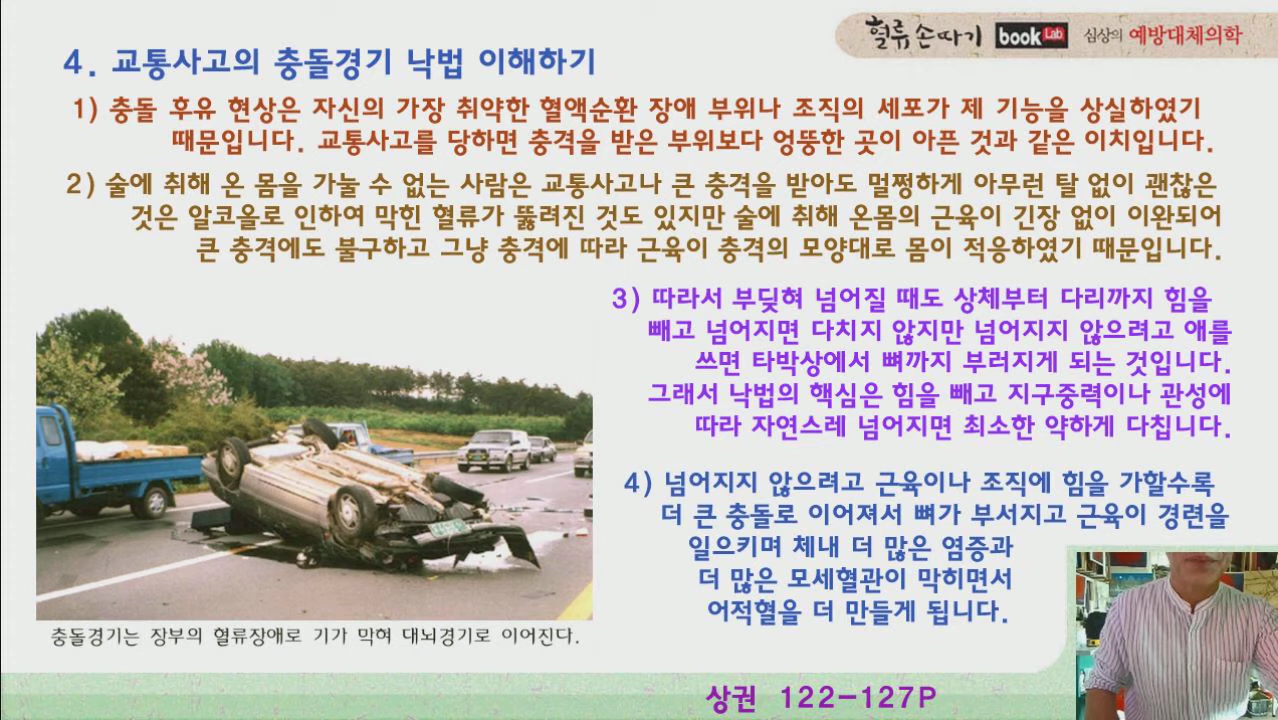 혈류 손따기 book Lab 심상의 예방대체의학
4. 교통사고의 충돌경기 낙법 이해하기
1) 충돌 후유 현상은 자신의 가장 취약한 혈액순환 장애 부위나 조직의 세포가 제 기능을 상실하였기
때문입니다. 교통사고를 당하면 충격을 받은 부위보다 엉뚱한 곳이 아픈 것과 같은 이치입니다.
2) 술에 취해 온 몸을 가눌 수 없는 사람은 교통사고나 큰 충격을 받아도 멀쩡하게 아무런 탈 없이 괜찮은
것은 알코올로 인하여 막힌 혈류가 뚫려진 것도 있지만 술에 취해 온몸의 근육이 긴장 없이 이완되어
큰 충격에도 불구하고 그냥 충격에 따라 근육이 충격의 모양대로 몸이 적응하였기 때문입니다.
3) 따라서 부딪혀 넘어질 때도 상체부터 다리까지 힘을
빼고 넘어지면 다치지 않지만 넘어지지 않으려고 애를
쓰면 타박상에서 뼈까지 부러지게 되는 것입니다.
그래서 낙법의 핵심은 힘을 빼고 지구중력이나 관성에
따라 자연스레 넘어지면 최소한 약하게 다칩니다.
4) 넘어지지 않으려고 근육이나 조직에 힘을 가할수록
더 큰 충돌로 이어져서 뼈가 부서지고 근육이 경련을
일으키며 체내 더 많은 염증과
더 많은 모세혈관이 막히면서
어적혈을 더 만들게 됩니다.
충돌경기는 장부의 혈류장애로 기가 막혀 대뇌경기로 이어진다.
상권 122-127P